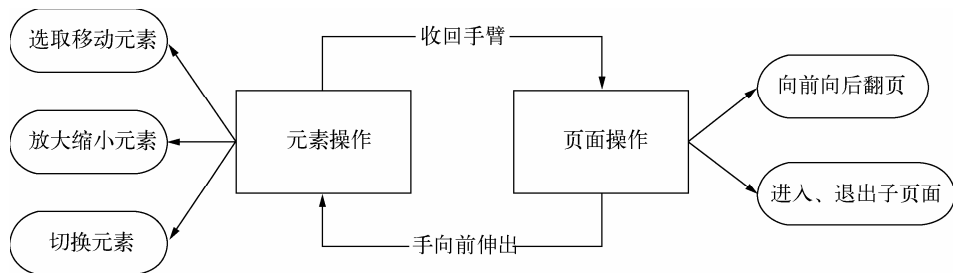 选取移动元素
放大缩小元素
切换元素
元素操作
收回手臂
手向前伸出
页面操作
向前向后翻页
进入、退出子页面